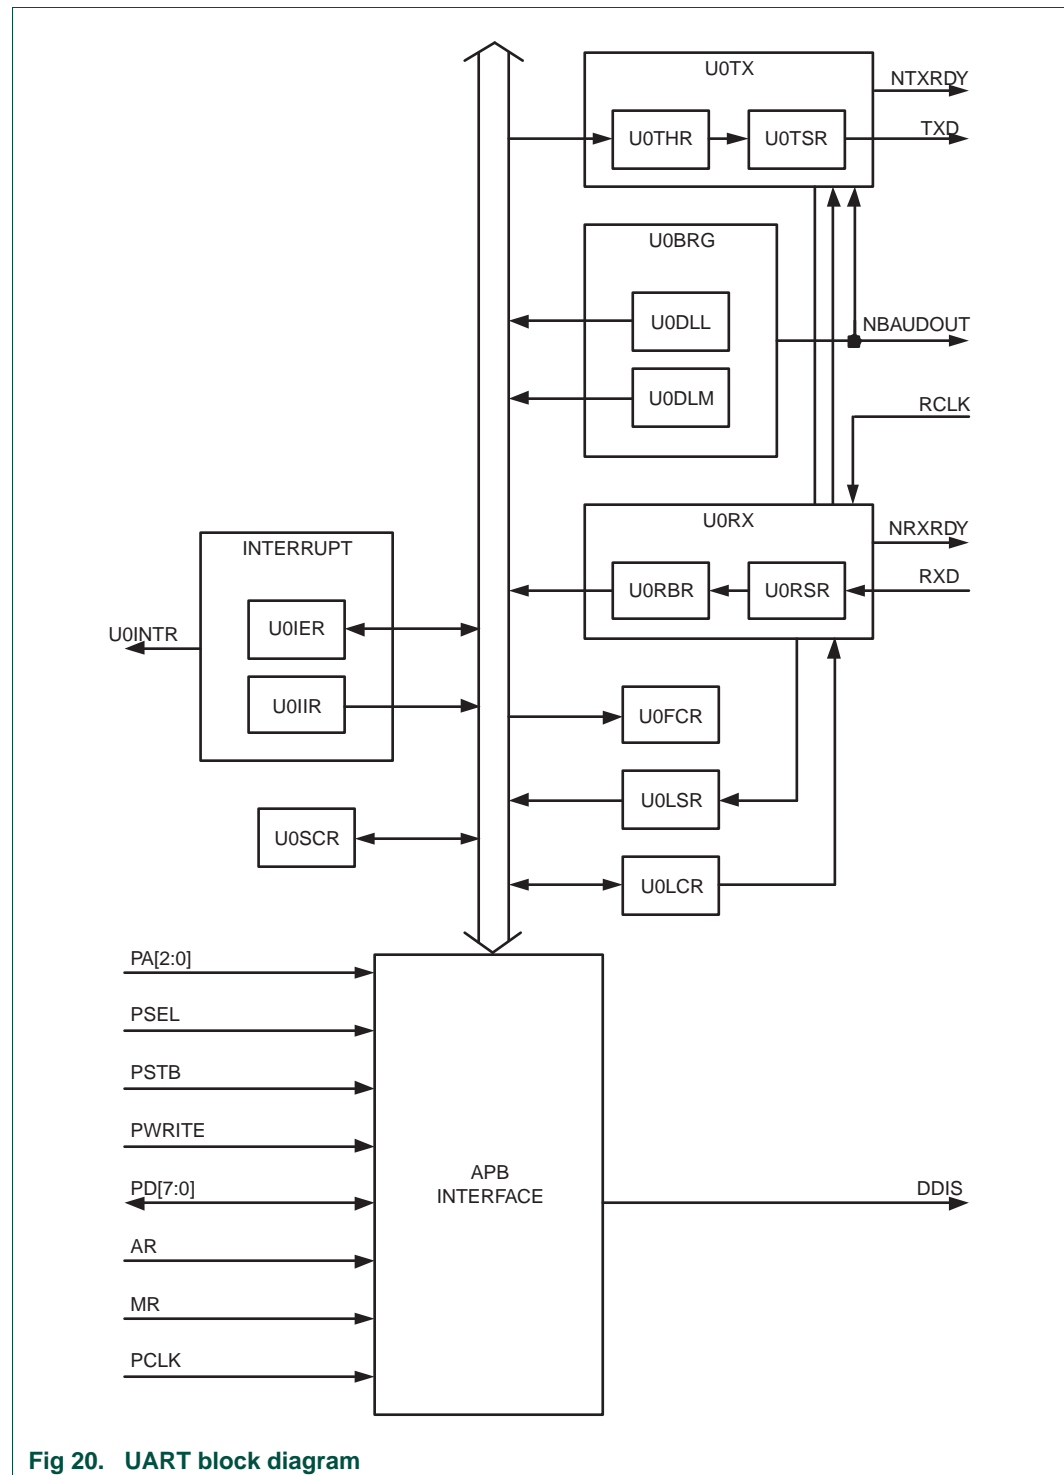 U0TX
NTXRDY
U0THR
U0TSR
TXD
U0BRG
U0DLL
NBAUDOUT
U0DLM
RCLK
U0RX
NRXRDY
INTERRUPT
U0RBR
U0RSR
RXD
U0INTR
U0IER
U0IIR
U0FCR
U0LSR
U0SCR
U0LCR
PA[2:0]
PSEL
PSTB
PWRITE
APB
INTERFACE
PD[7:0]
DDIS
AR
MR
PCLK
Fig 20. UART block diagram